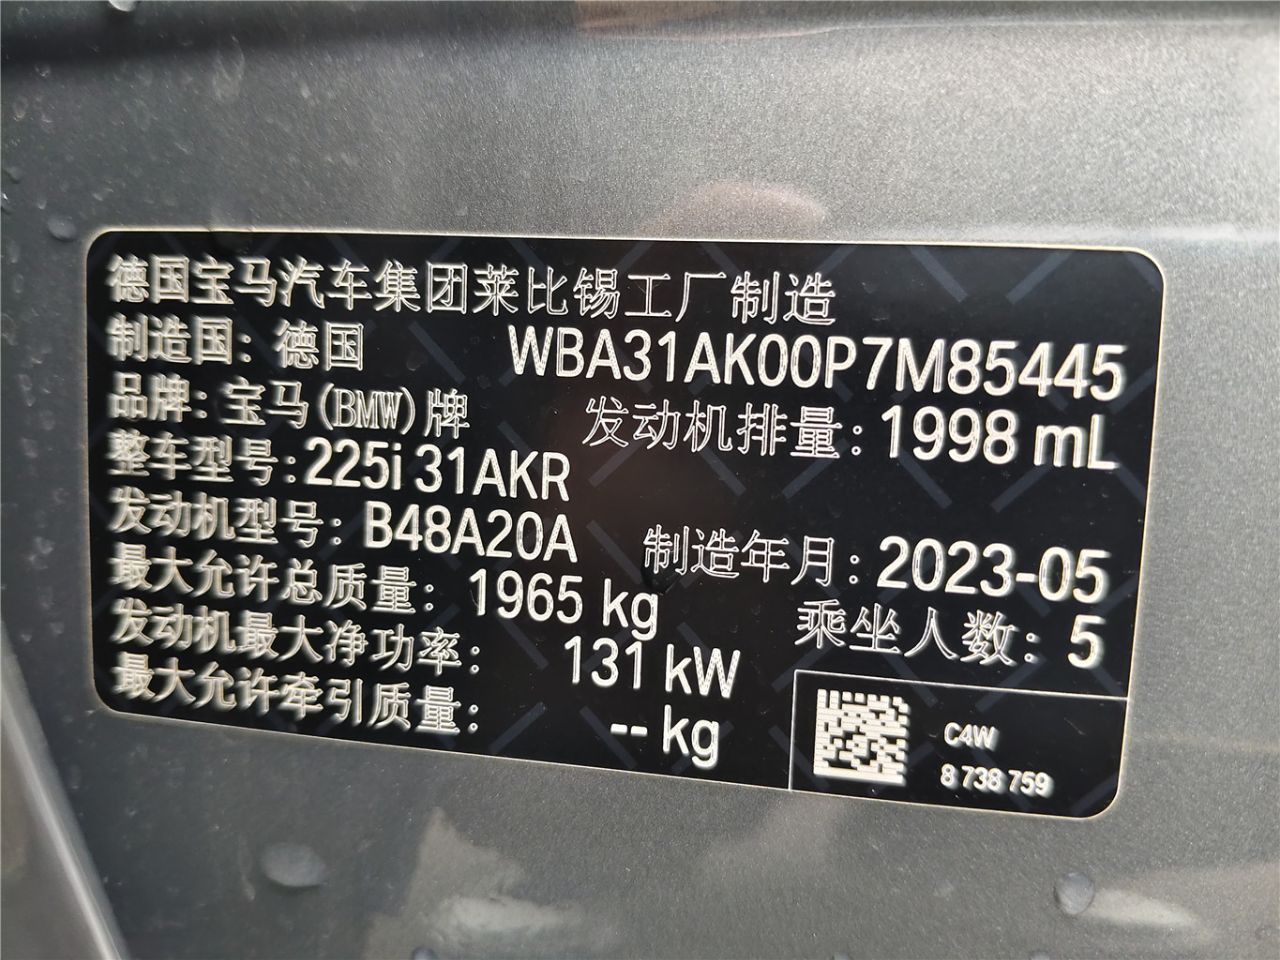 德国宝马汽车集团莱比锡工厂制造
制造国：德国 WBA31AK00P7M85445
品牌：宝马(BMW)牌 发动机排量：1998 mL
整车型号：225i 31AKR
发动机型号：B48A20A 制造年月：2023-05
最大允许总质量：1965 kg 乘坐人数：5
发动机最大净功率：131 kW
最大允许牵引质量：-- kg
C4W
8 738 759